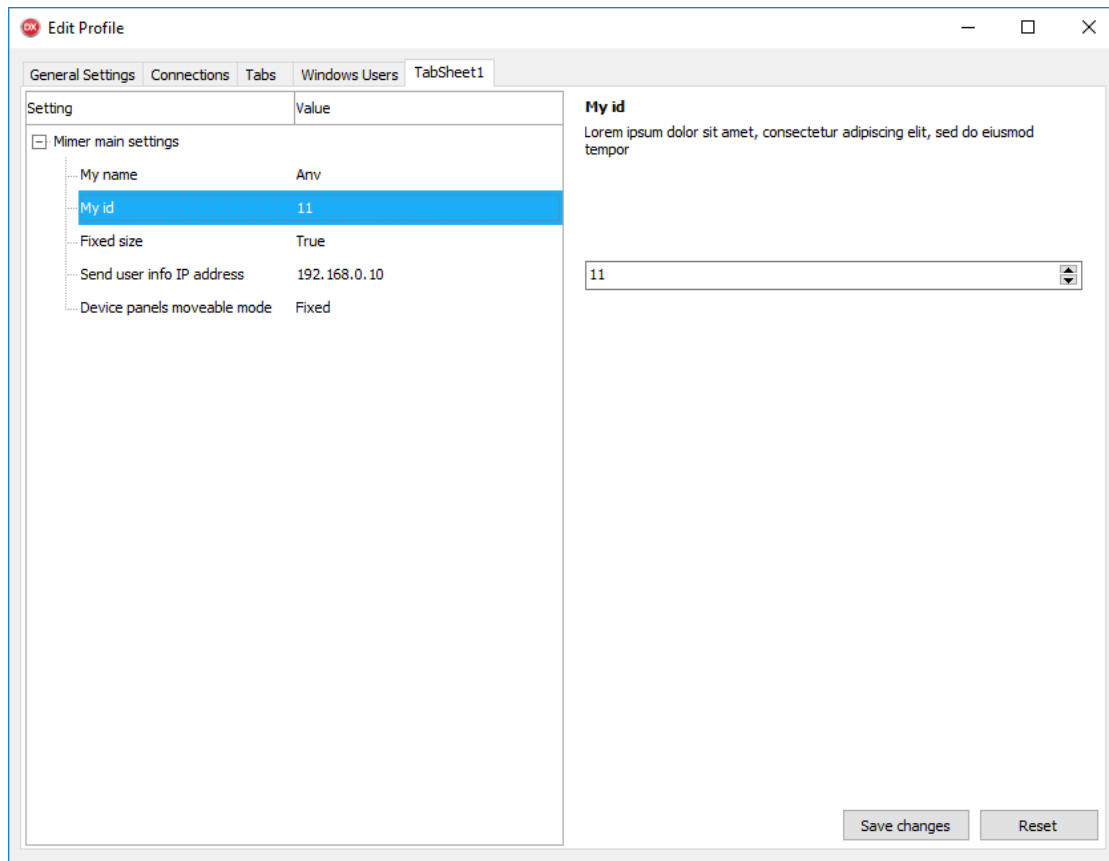 DX Edit Profile
General Settings Connections Tabs Windows Users TabSheet1
Setting Value
Mimer main settings
My name Anv
My id 11
Fixed size True
Send user info IP address 192.168.0.10
Device panels moveable mode Fixed
My id
Lorem ipsum dolor sit amet, consectetur adipiscing elit, sed do eiusmod
tempor
11
Save changes Reset